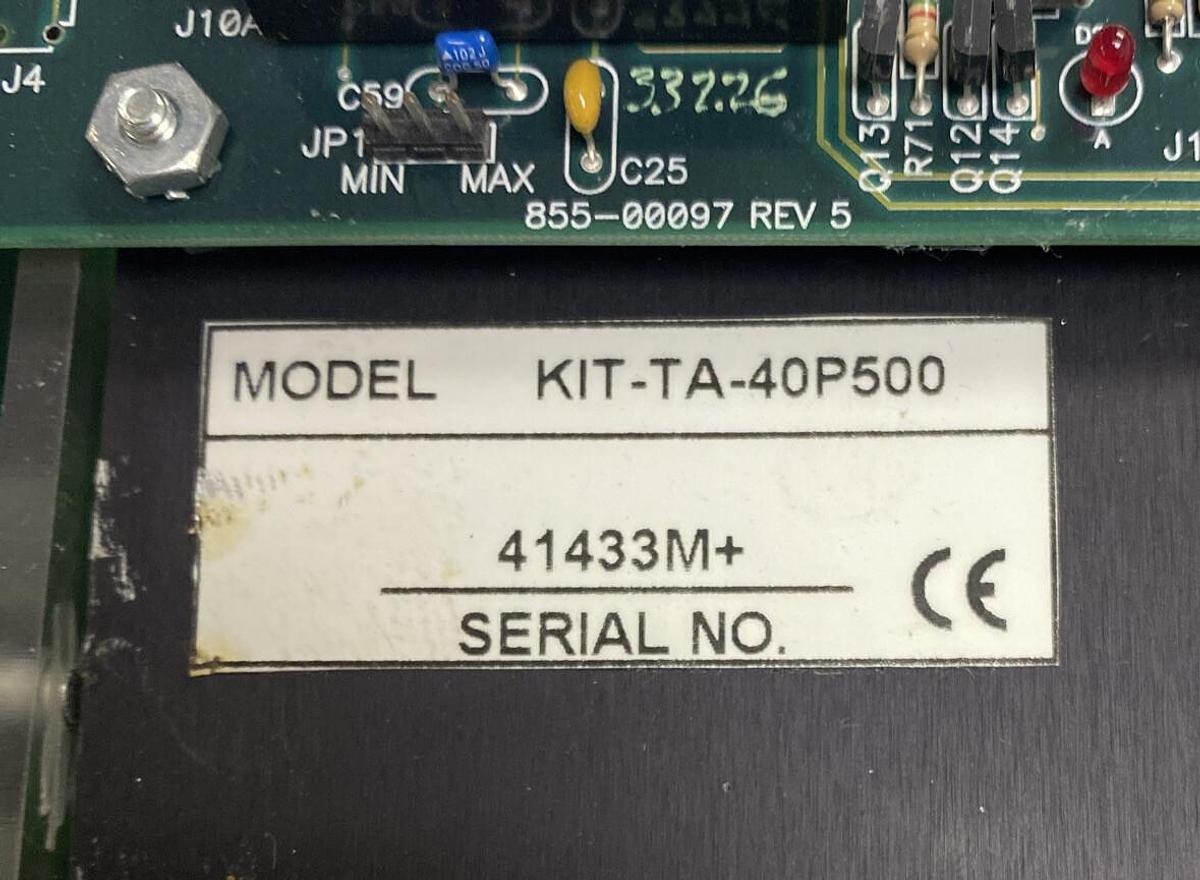 J10A
J4
102J
C59
33226
JP1
MIN MAX
C25
855-00097 REV 5
Q13
R71
Q12
Q14
A
J1
MODEL KIT-TA-40P500
41433M+
SERIAL NO.
CE